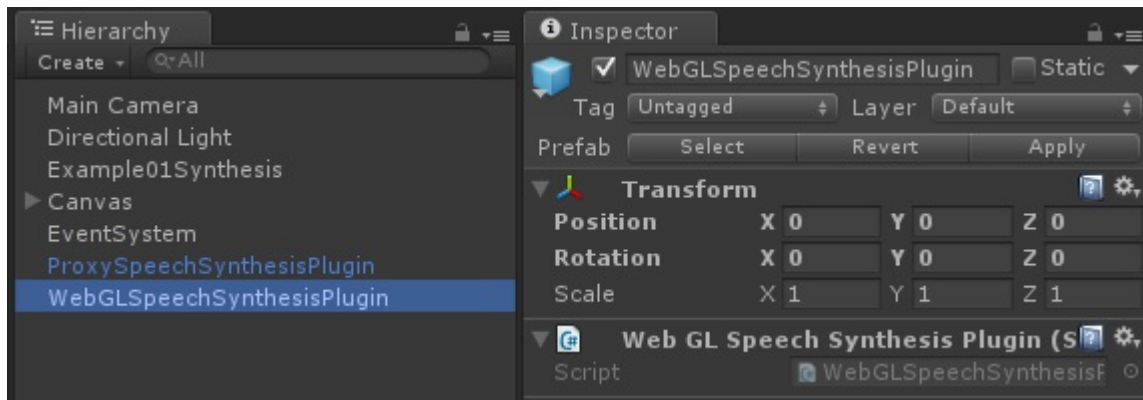 Hierarchy
Create
All
Main Camera
Directional Light
Example01Synthesis
Canvas
EventSystem
ProxySpeechSynthesisPlugin
WebGLSpeechSynthesisPlugin
Inspector
WebGLSpeechSynthesisPlugin Static
Tag Untagged Layer Default
Prefab Select Revert Apply
Transform
Position X 0 Y 0 Z 0
Rotation X 0 Y 0 Z 0
Scale X 1 Y 1 Z 1
Web GL Speech Synthesis Plugin (S
Script WebGLSpeechSynthesisP